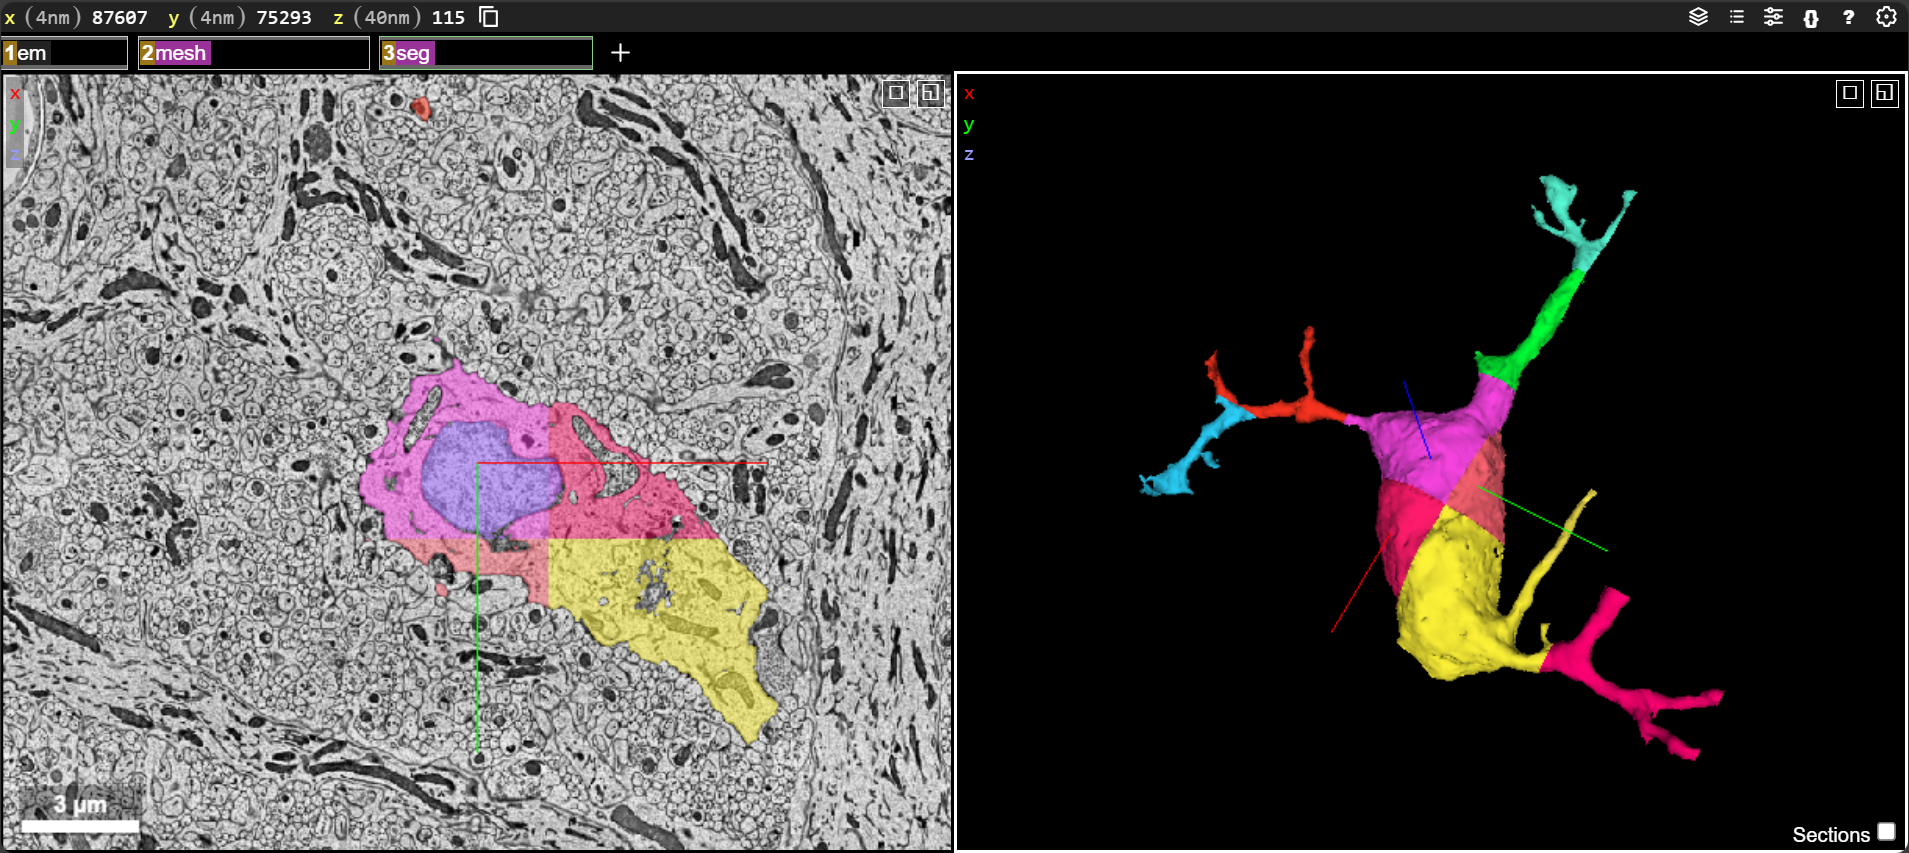 x (4nm) 87607 y (4nm) 75293 z (40nm) 115 {} ?
1em 2mesh 3seg +
x
y
z
3 µm
x
y
z
Sections